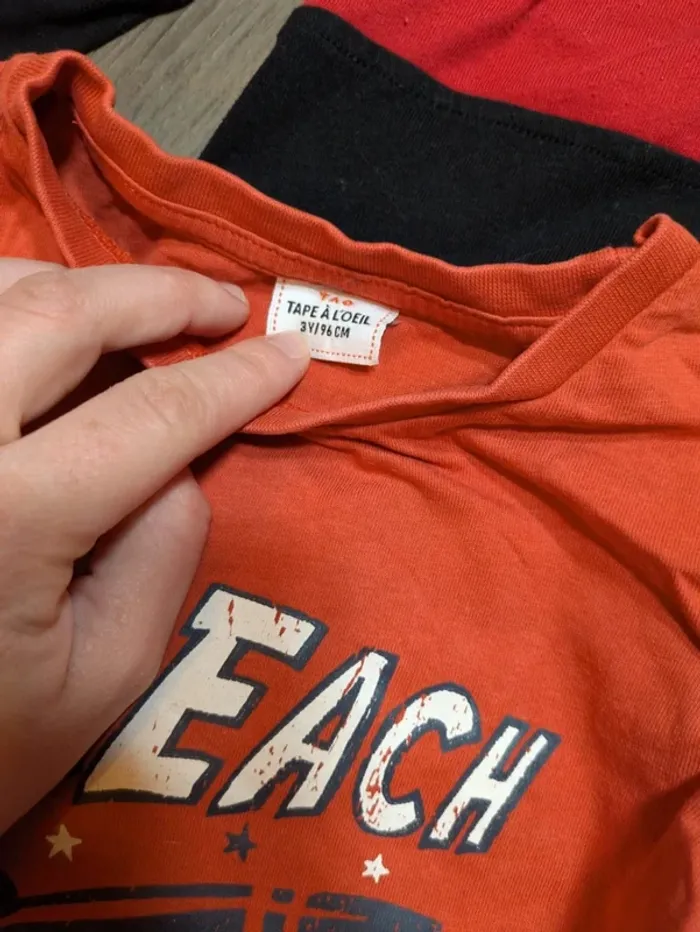 TAO
TAPE À L'OEIL
3Y/96CM
EACH